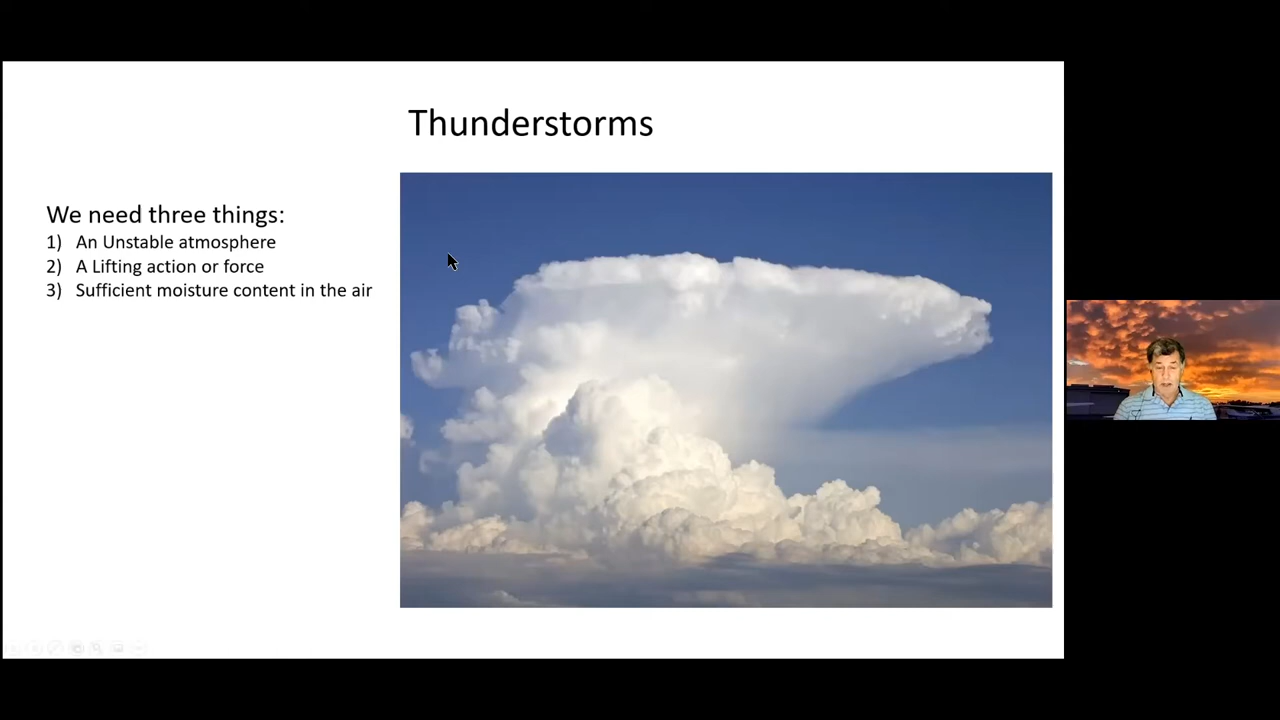 Thunderstorms
We need three things:
1) An Unstable atmosphere
2) A Lifting action or force
3) Sufficient moisture content in the air